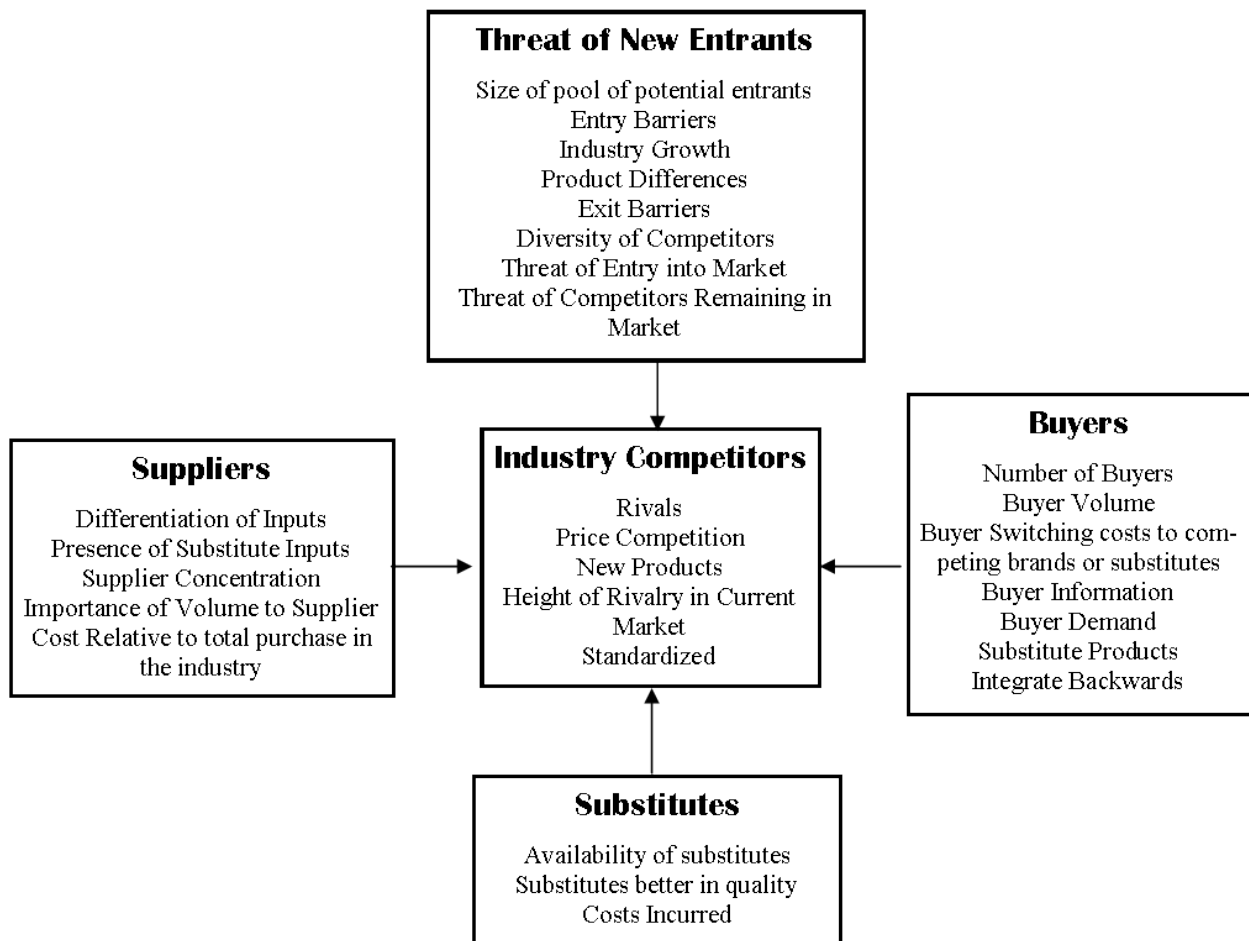 Threat of New Entrants
Size of pool of potential entrants
Entry Barriers
Industry Growth
Product Differences
Exit Barriers
Diversity of Competitors
Threat of Entry into Market
Threat of Competitors Remaining in
Market
Suppliers
Differentiation of Inputs
Presence of Substitute Inputs
Supplier Concentration
Importance of Volume to Supplier
Cost Relative to total purchase in
the industry
Industry Competitors
Rivals
Price Competition
New Products
Height of Rivalry in Current
Market
Standardized
Buyers
Number of Buyers
Buyer Volume
Buyer Switching costs to com-
peting brands or substitutes
Buyer Information
Buyer Demand
Substitute Products
Integrate Backwards
Substitutes
Availability of substitutes
Substitutes better in quality
Costs Incurred